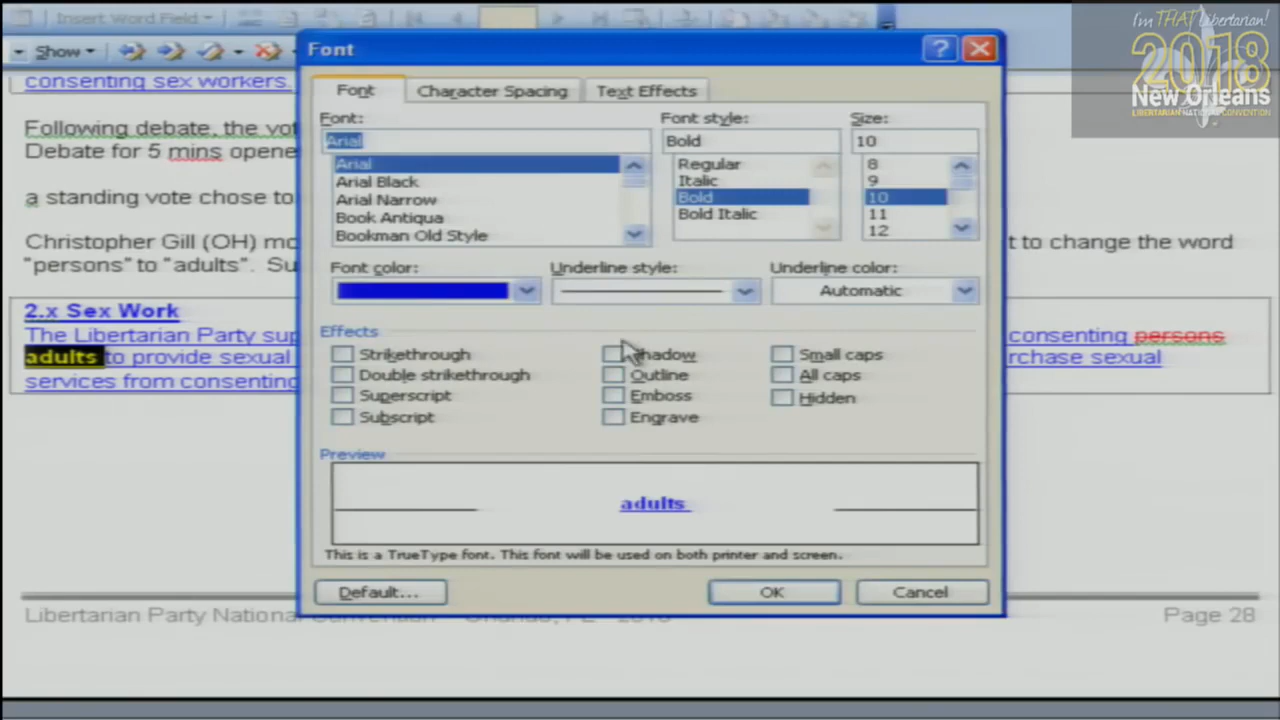 Insert Word Field
I'm THAT Libertarian!
2018
New Orleans
LIBERTARIAN NATIONAL CONVENTION
Show
Font
Font
Character Spacing
Text Effects
consenting sex workers.
Following debate, the vot
Debate for 5 mins opene
a standing vote chose to
Christopher Gill (OH) mo
t to change the word
"persons" to "adults". Su
2.x Sex Work
The Libertarian Party sup
consenting persons
adults to provide sexual
rchase sexual
services from consenting
Font:
Font style:
Size:
Arial
Bold
10
Arial
Regular
8
Arial Black
Italic
9
Arial Narrow
Bold
10
Book Antiqua
Bold Italic
11
Bookman Old Style
12
Font color:
Underline style:
Underline color:
Automatic
Effects
Strikethrough
Shadow
Small caps
Double strikethrough
Outline
All caps
Superscript
Emboss
Hidden
Subscript
Engrave
Preview
adults
This is a TrueType font. This font will be used on both printer and screen.
Default...
OK
Cancel
Libertarian Party National
Page 28